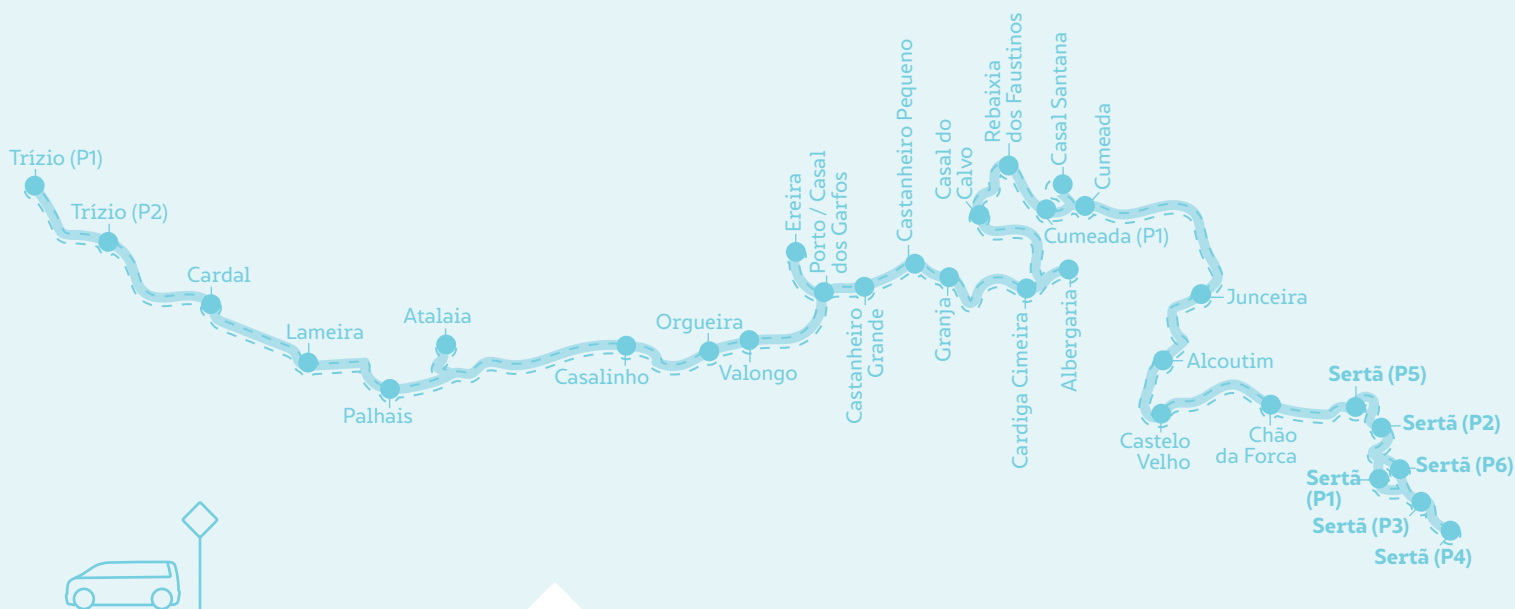 Trízio (P1)
Trízio (P2)
Cardal
Lameira
Palhais
Atalaia
Casalinho
Orgueira
Valongo
Ereira
Porto / Casal
dos Garfos
Castanheiro
Grande
Castanheiro Pequeno
Granja
Cardiga Cimeira
Albergaria
Casal do
Calvo
Rebaixia
dos Faustinos
Cumeada (P1)
Casal Santana
Cumeada
Junceira
Alcoutim
Castelo
Velho
Chão
da Forca
Sertã (P5)
Sertã (P2)
Sertã (P6)
Sertã
(P1)
Sertã (P3)
Sertã (P4)